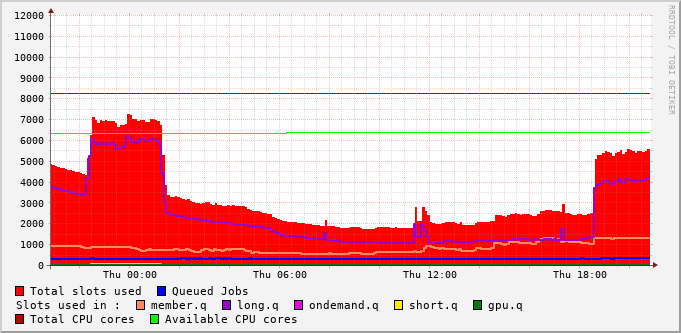 12000
11000
10000
9000
8000
7000
6000
5000
4000
3000
2000
1000
0
Thu 00:00 Thu 06:00 Thu 12:00 Thu 18:00
RRDTOOL / TOBI OETIKER
Total slots used Queued Jobs
Slots used in : member.q long.q ondemand.q short.q gpu.q
Total CPU cores Available CPU cores